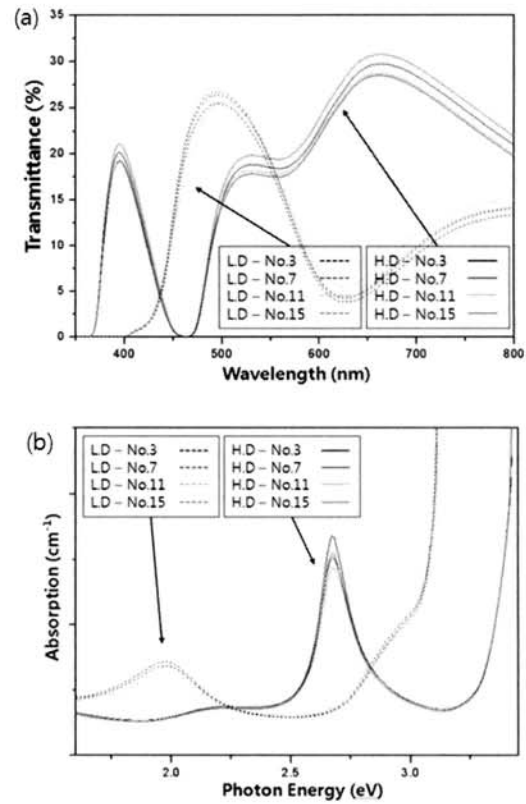 (a)
35
30
25
20
15
10
5
0
Transmittance (%)
L.D – No.3
L.D – No.7
L.D – No.11
L.D – No.15
H.D – No.3
H.D – No.7
H.D – No.11
H.D – No.15
400 500 600 700 800
Wavelength (nm)
(b)
L.D – No.3
L.D – No.7
L.D – No.11
L.D – No.15
H.D – No.3
H.D – No.7
H.D – No.11
H.D – No.15
Absorption (cm⁻¹)
2.0 2.5 3.0
Photon Energy (eV)